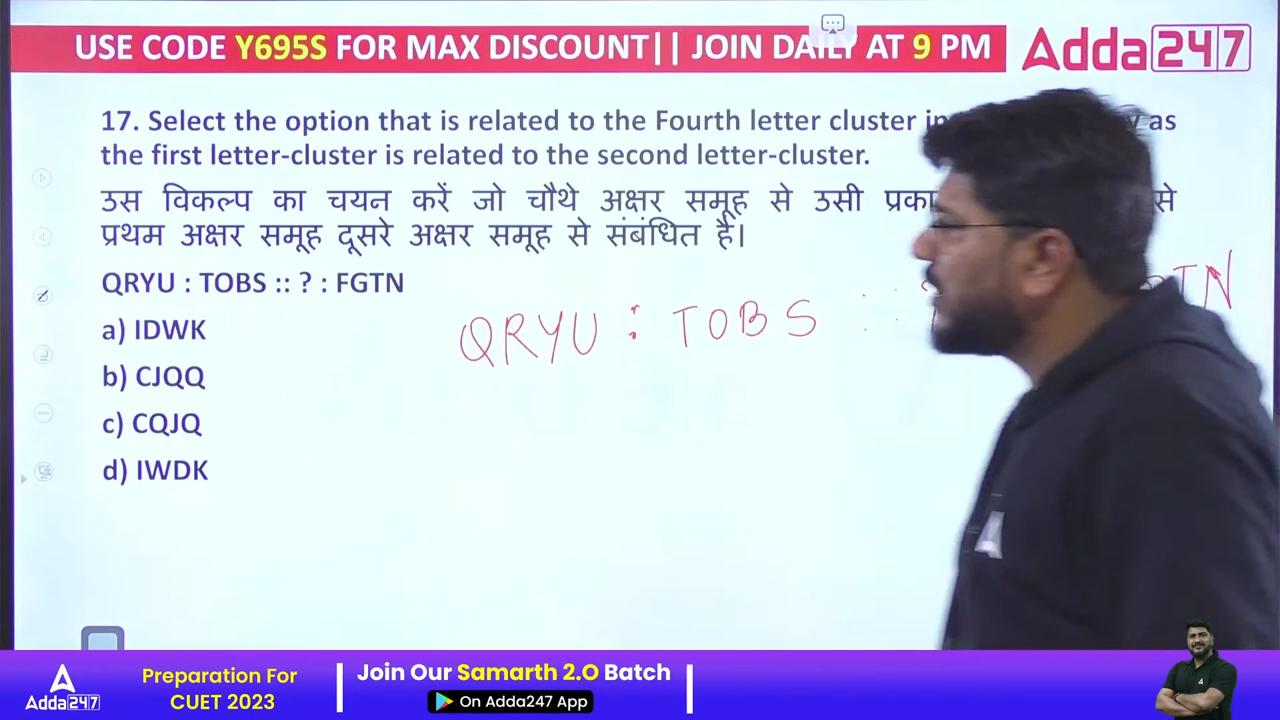 USE CODE Y695S FOR MAX DISCOUNT|| JOIN DAILY AT 9 PM
Adda247
17. Select the option that is related to the Fourth letter cluster in as
the first letter-cluster is related to the second letter-cluster.
उस विकल्प का चयन करें जो चौथे अक्षर समूह से उसी से
प्रथम अक्षर समूह दूसरे अक्षर समूह से संबंधित है।
QRYU : TOBS :: ? : FGTN
QRYU : TOBS :: TN
a) IDWK
b) CJQQ
c) CQJQ
d) IWDK
Adda247
Preparation For
CUET 2023
Join Our Samarth 2.O Batch
On Adda247 App